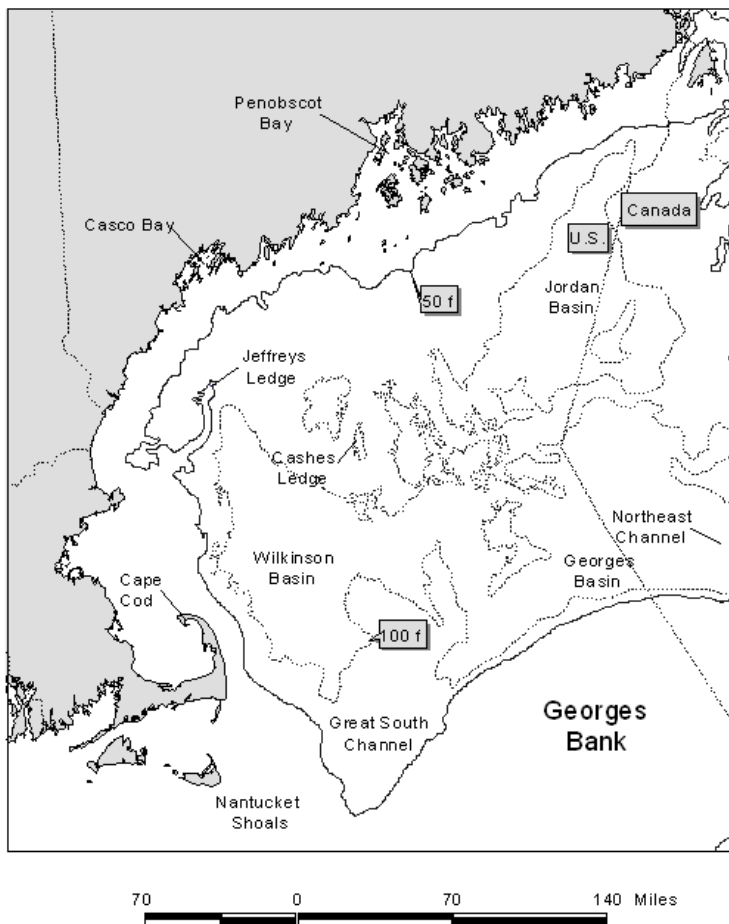 Penobscot
Bay
Casco Bay
Canada
U.S.
Jordan
Basin
50 f
Jeffreys
Ledge
Cashes
Ledge
Northeast
Channel
Wilkinson
Basin
Georges
Basin
Cape
Cod
100 f
Great South
Channel
Georges
Bank
Nantucket
Shoals
70 0 70 140 Miles